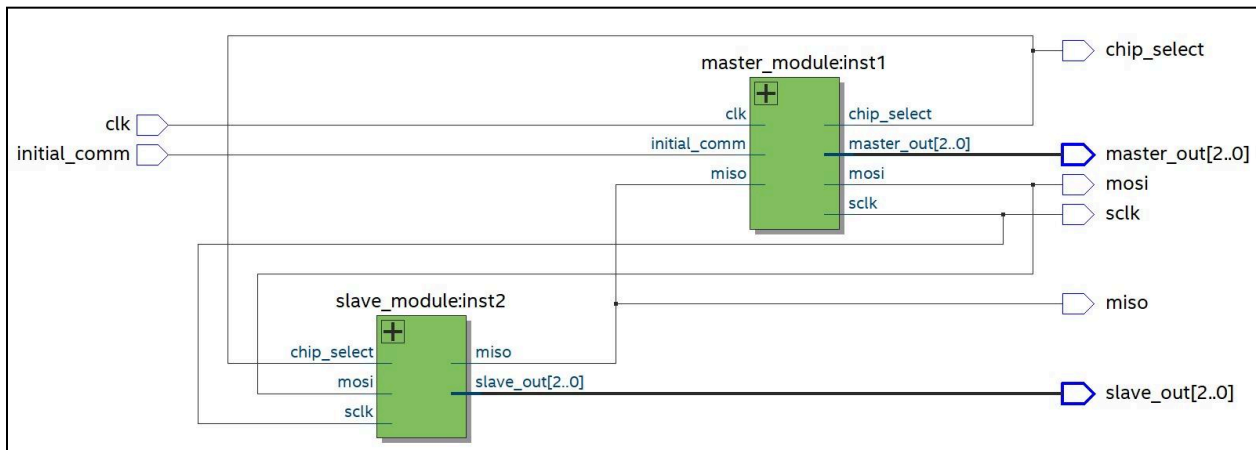 chip_select
master_module:inst1
clk
clk
chip_select
initial_comm
initial_comm
master_out[2..0]
master_out[2..0]
miso
mosi
mosi
sclk
sclk
slave_module:inst2
miso
chip_select
miso
mosi
slave_out[2..0]
slave_out[2..0]
sclk